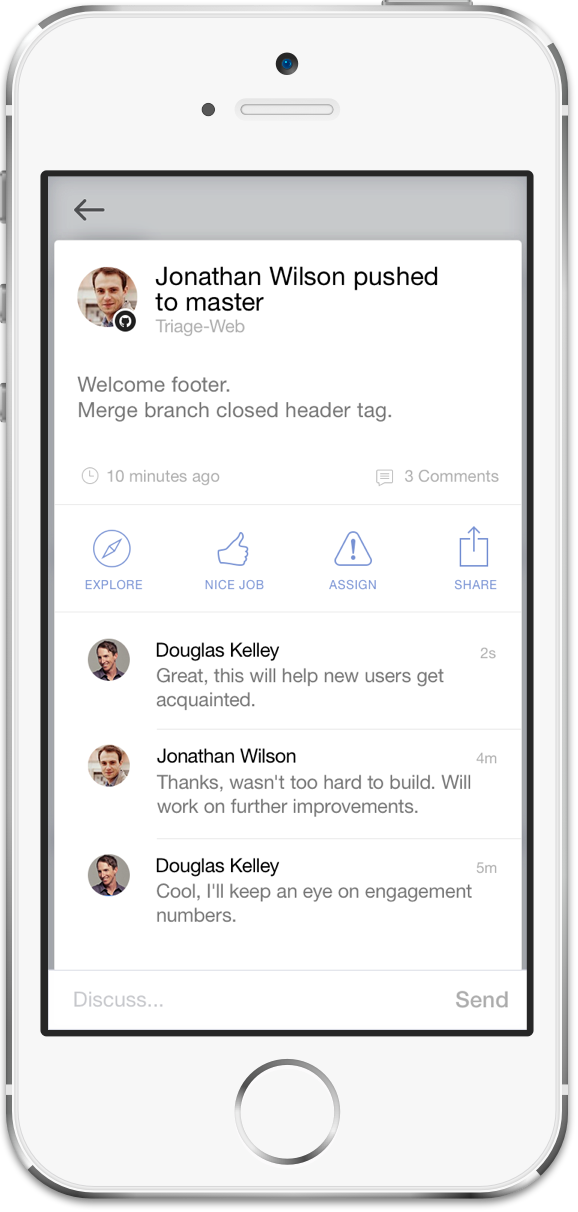 Jonathan Wilson pushed
to master
Triage-Web
Welcome footer.
Merge branch closed header tag.
10 minutes ago
3 Comments
EXPLORE
NICE JOB
ASSIGN
SHARE
Douglas Kelley
2s
Great, this will help new users get
acquainted.
Jonathan Wilson
4m
Thanks, wasn't too hard to build. Will
work on further improvements.
Douglas Kelley
5m
Cool, I'll keep an eye on engagement
numbers.
Discuss...
Send